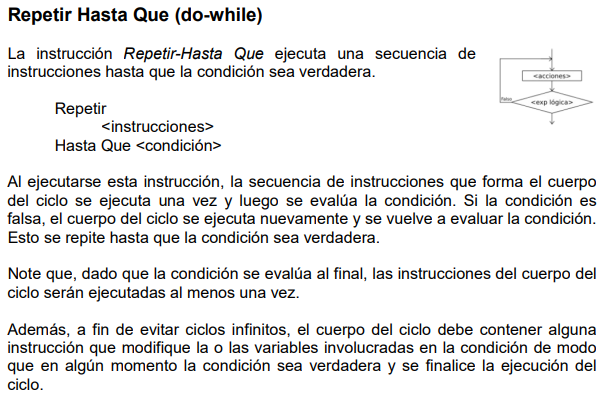 Repetir Hasta Que (do-while)
La instrucción Repetir-Hasta Que ejecuta una secuencia de
instrucciones hasta que la condición sea verdadera.
<acciones>
Falso
<exp lógica>
Repetir
<instrucciones>
Hasta Que <condición>
Al ejecutarse esta instrucción, la secuencia de instrucciones que forma el cuerpo
del ciclo se ejecuta una vez y luego se evalúa la condición. Si la condición es
falsa, el cuerpo del ciclo se ejecuta nuevamente y se vuelve a evaluar la condición.
Esto se repite hasta que la condición sea verdadera.
Note que, dado que la condición se evalúa al final, las instrucciones del cuerpo del
ciclo serán ejecutadas al menos una vez.
Además, a fin de evitar ciclos infinitos, el cuerpo del ciclo debe contener alguna
instrucción que modifique la o las variables involucradas en la condición de modo
que en algún momento la condición sea verdadera y se finalice la ejecución del
ciclo.